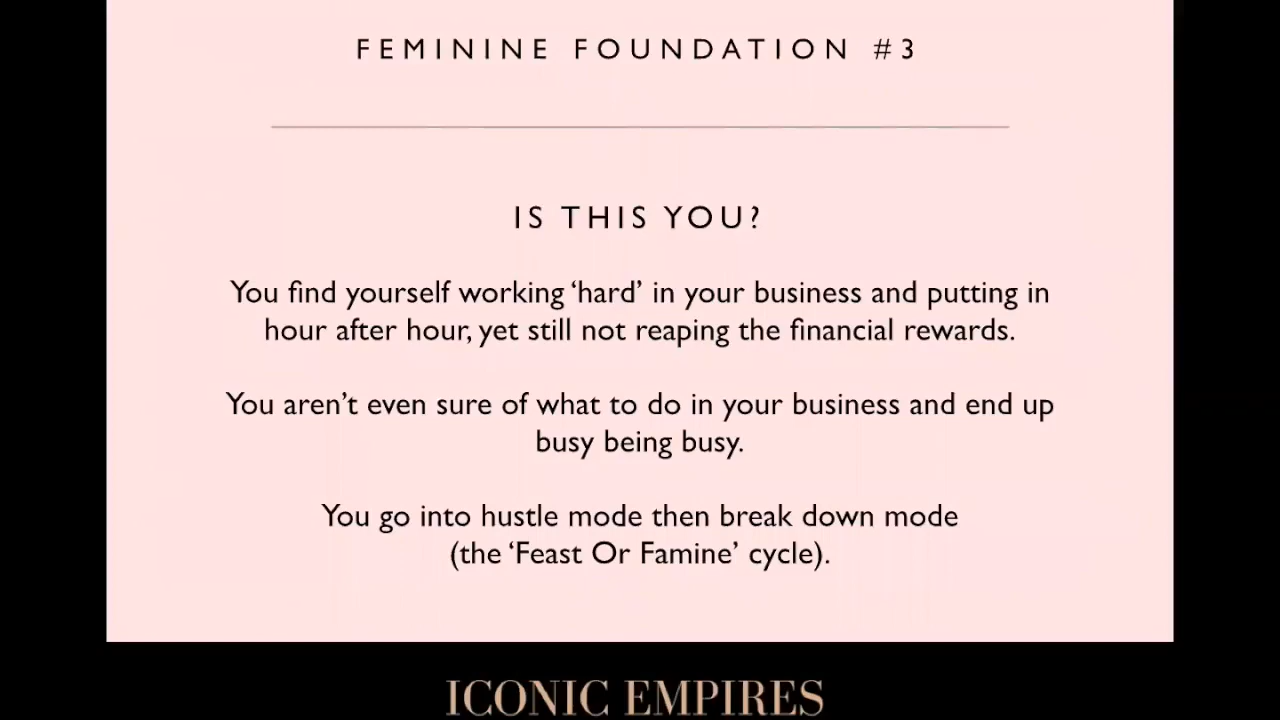 FEMININE FOUNDATION #3
IS THIS YOU?
You find yourself working ‘hard’ in your business and putting in
hour after hour, yet still not reaping the financial rewards.
You aren’t even sure of what to do in your business and end up
busy being busy.
You go into hustle mode then break down mode
(the ‘Feast Or Famine’ cycle).
ICONIC EMPIRES